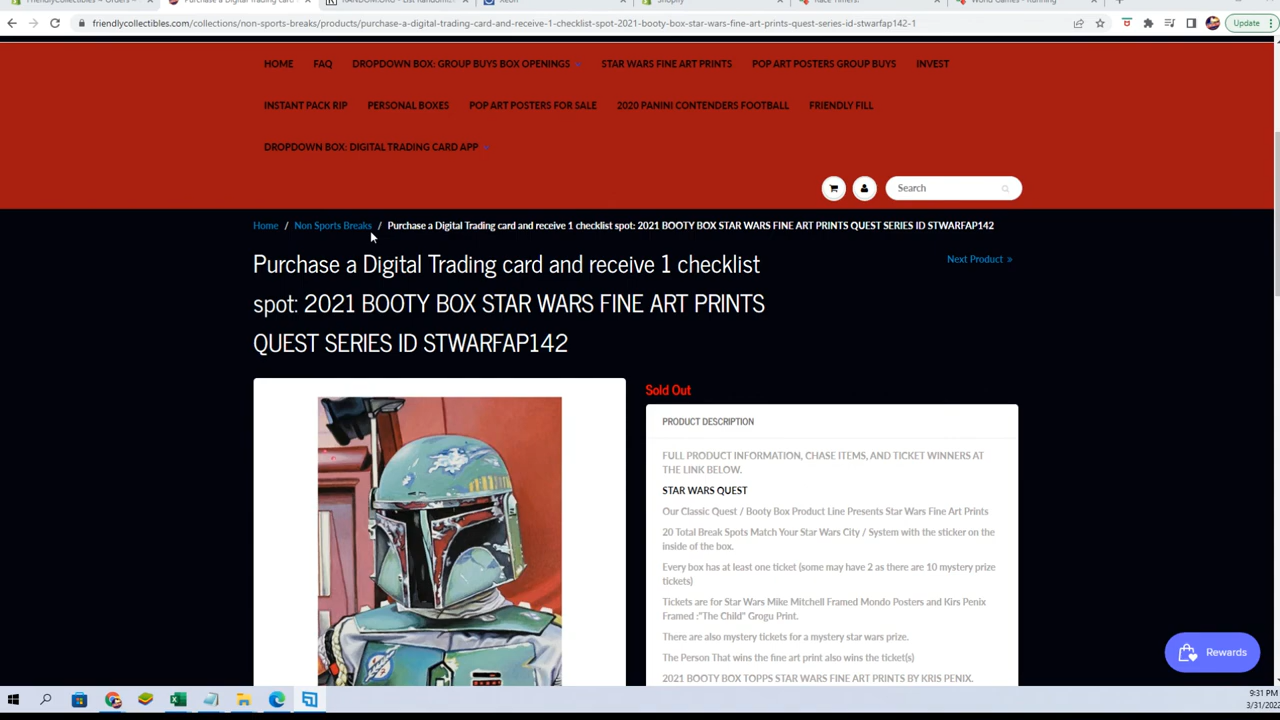 friendlycollectibles.com/collections/non-sports-breaks/products/purchase-a-digital-trading-card-and-receive-1-checklist-spot-2021-booty-box-star-wars-fine-art-prints-quest-series-id-stwarfap142-1
Update
HOME FAQ DROPDOWN BOX: GROUP BUYS BOX OPENINGS STAR WARS FINE ART PRINTS POP ART POSTERS GROUP BUYS INVEST
INSTANT PACK RIP PERSONAL BOXES POP ART POSTERS FOR SALE 2020 PANINI CONTENDERS FOOTBALL FRIENDLY FILL
DROPDOWN BOX: DIGITAL TRADING CARD APP
Search
Home / Non Sports Breaks / Purchase a Digital Trading card and receive 1 checklist spot: 2021 BOOTY BOX STAR WARS FINE ART PRINTS QUEST SERIES ID STWARFAP142
Purchase a Digital Trading card and receive 1 checklist
spot: 2021 BOOTY BOX STAR WARS FINE ART PRINTS
QUEST SERIES ID STWARFAP142
Next Product »
Sold Out
PRODUCT DESCRIPTION
FULL PRODUCT INFORMATION, CHASE ITEMS, AND TICKET WINNERS AT
THE LINK BELOW.
STAR WARS QUEST
Our Classic Quest / Booty Box Product Line Presents Star Wars Fine Art Prints
20 Total Break Spots Match Your Star Wars City / System with the sticker on the
inside of the box.
Every box has at least one ticket (some may have 2 as there are 10 mystery prize
tickets)
Tickets are for Star Wars Mike Mitchell Framed Mondo Posters and Kirs Penix
Framed :"The Child" Grogu Print.
There are also mystery tickets for a mystery star wars prize.
The Person That wins the fine art print also wins the ticket(s)
2021 BOOTY BOX TOPPS STAR WARS FINE ART PRINTS BY KRIS PENIX.
Rewards
9:31 PM